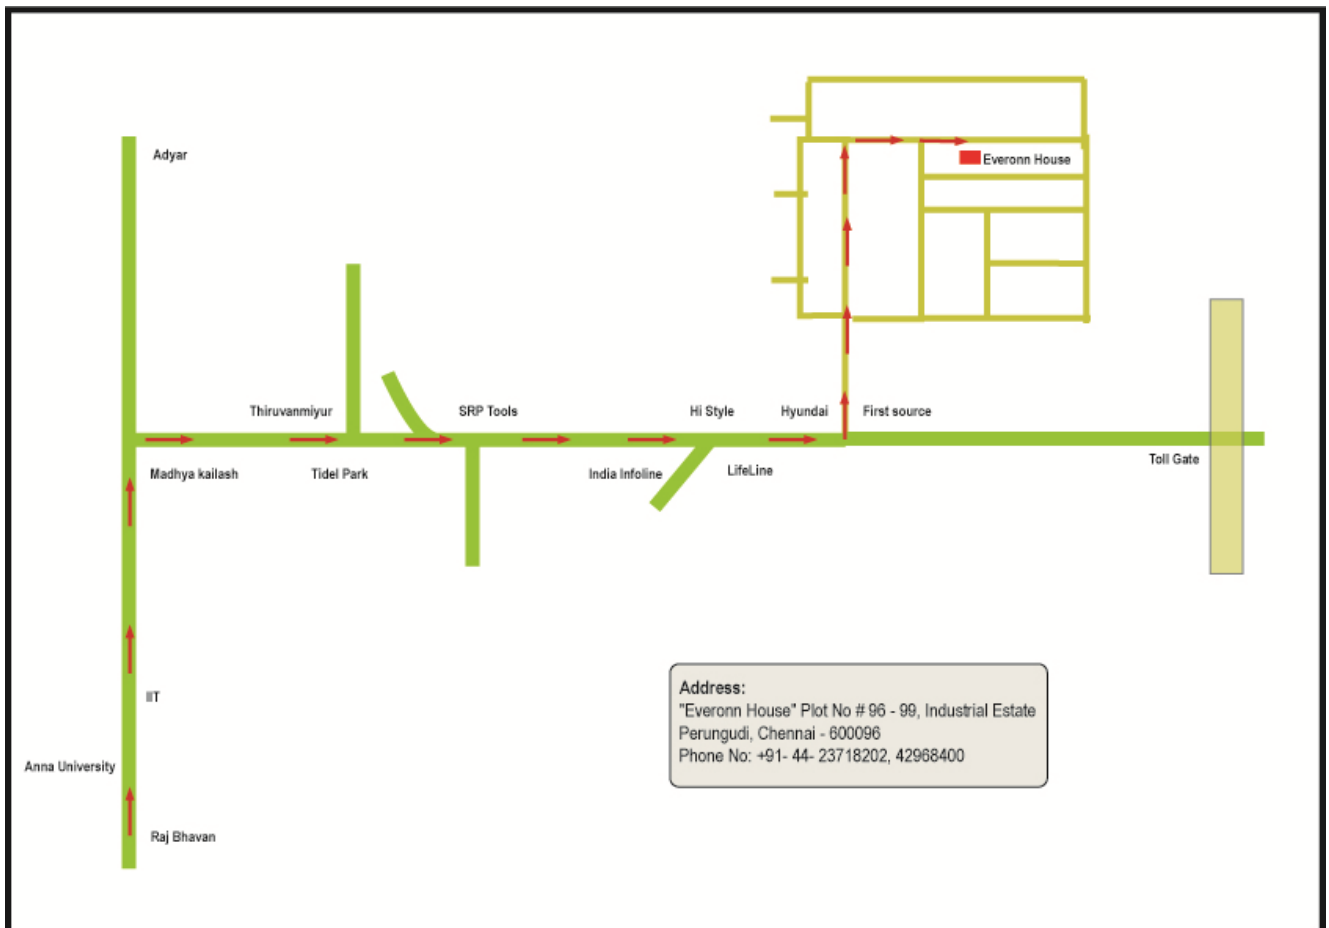 Adyar
Everonn House
Thiruvanmiyur
SRP Tools
Hi Style
Hyundai
First source
Madhya kailash
Tidel Park
India Infoline
LifeLine
Toll Gate
IIT
Anna University
Raj Bhavan
Address:
"Everonn House" Plot No # 96 - 99, Industrial Estate
Perungudi, Chennai - 600096
Phone No: +91- 44- 23718202, 42968400